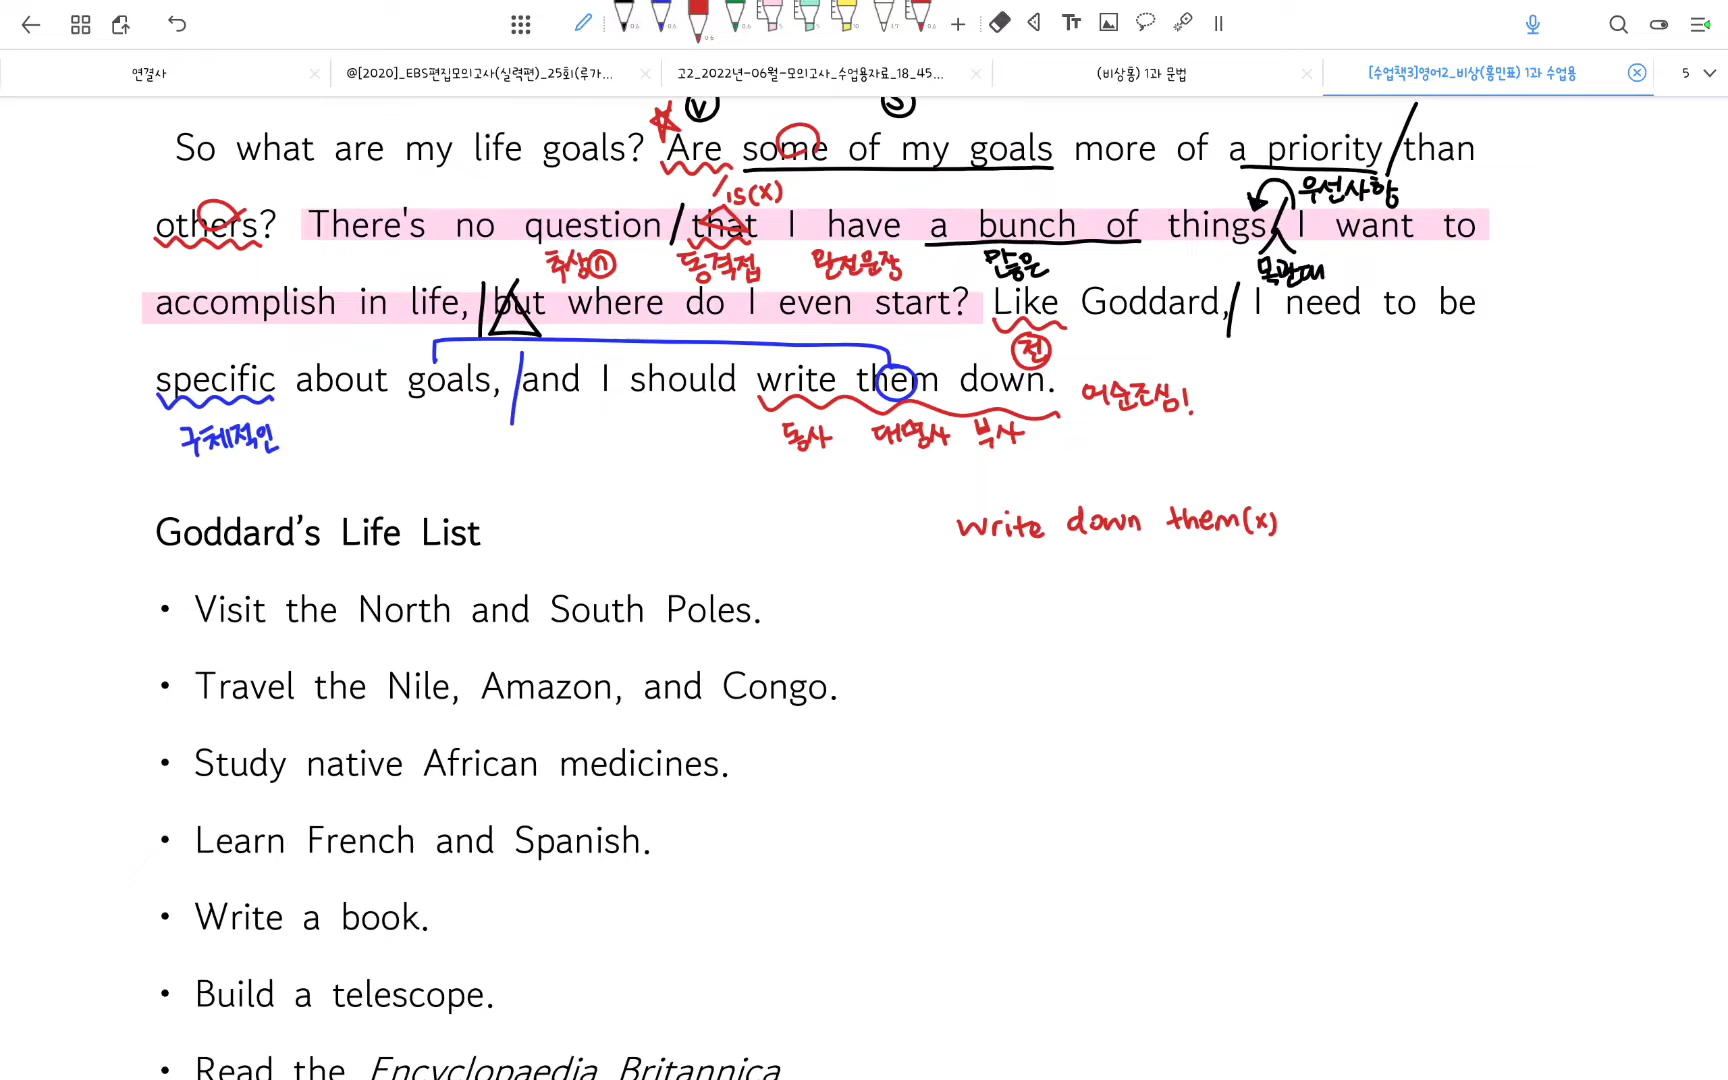 연결사
@[2020]_EBS편집모의고사(실력편)_25회(류가...
고2_2022년-06월-모의고사_수업용자료_18_45...
(비상홍) 1과 문법
[수업책3]영어2_비상(홍민표) 1과 수업용
5
V S
So what are my life goals? Are some of my goals more of a priority than
is(x) 우선사항
others? There's no question that I have a bunch of things I want to
추상n 동격접 완전문장 많은 목관대
accomplish in life, but where do I even start? Like Goddard, I need to be
전
specific about goals, and I should write them down. 어순조심!
구체적인 동사 대명사 부사
write down them(x)
Goddard’s Life List
• Visit the North and South Poles.
• Travel the Nile, Amazon, and Congo.
• Study native African medicines.
• Learn French and Spanish.
• Write a book.
• Build a telescope.
• Read the Encyclopaedia Britannica